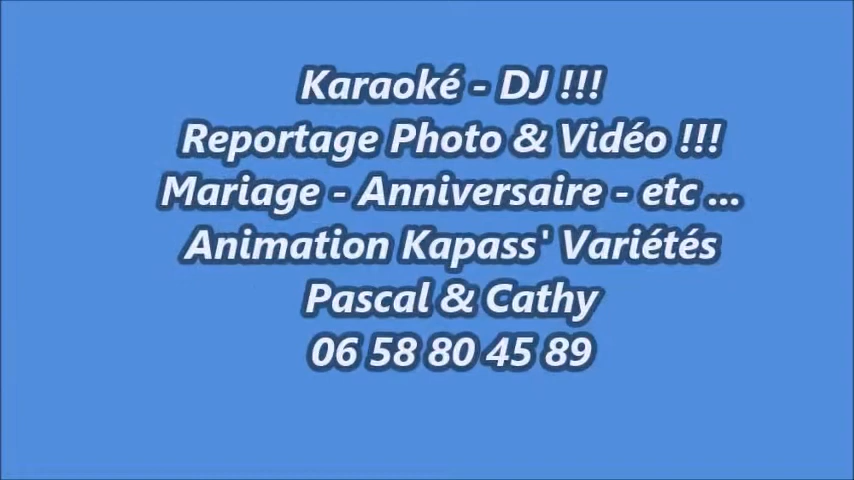 Karaoké - DJ !!!
Reportage Photo & Vidéo !!!
Mariage - Anniversaire - etc ...
Animation Kapass' Variétés
Pascal & Cathy
06 58 80 45 89